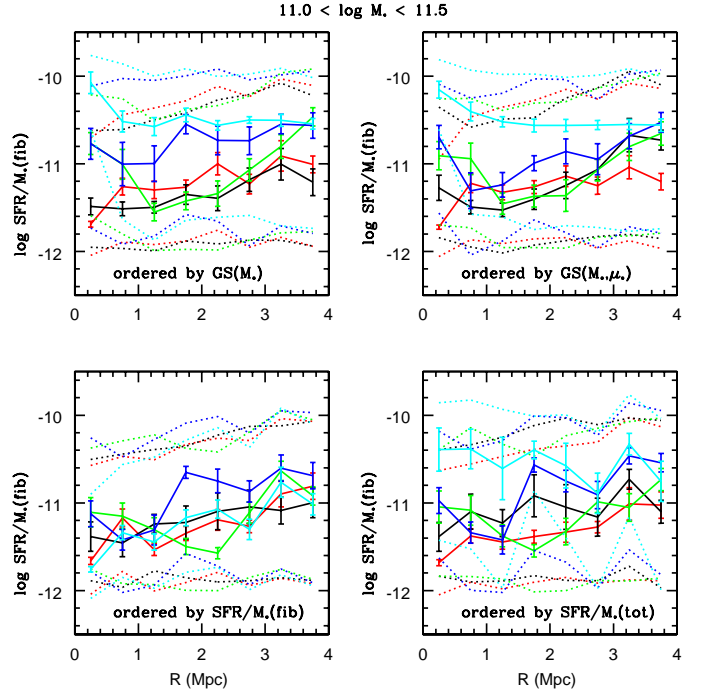 11.0 < log M* < 11.5
-10
-11
-12
log SFR/M*(fib)
ordered by GS(M*)
0 1 2 3 4
-10
-11
-12
log SFR/M*(fib)
ordered by GS(M*,μ*)
0 1 2 3 4
-10
-11
-12
log SFR/M*(fib)
ordered by SFR/M*(fib)
0 1 2 3 4
R (Mpc)
-10
-11
-12
log SFR/M*(fib)
ordered by SFR/M*(tot)
0 1 2 3 4
R (Mpc)